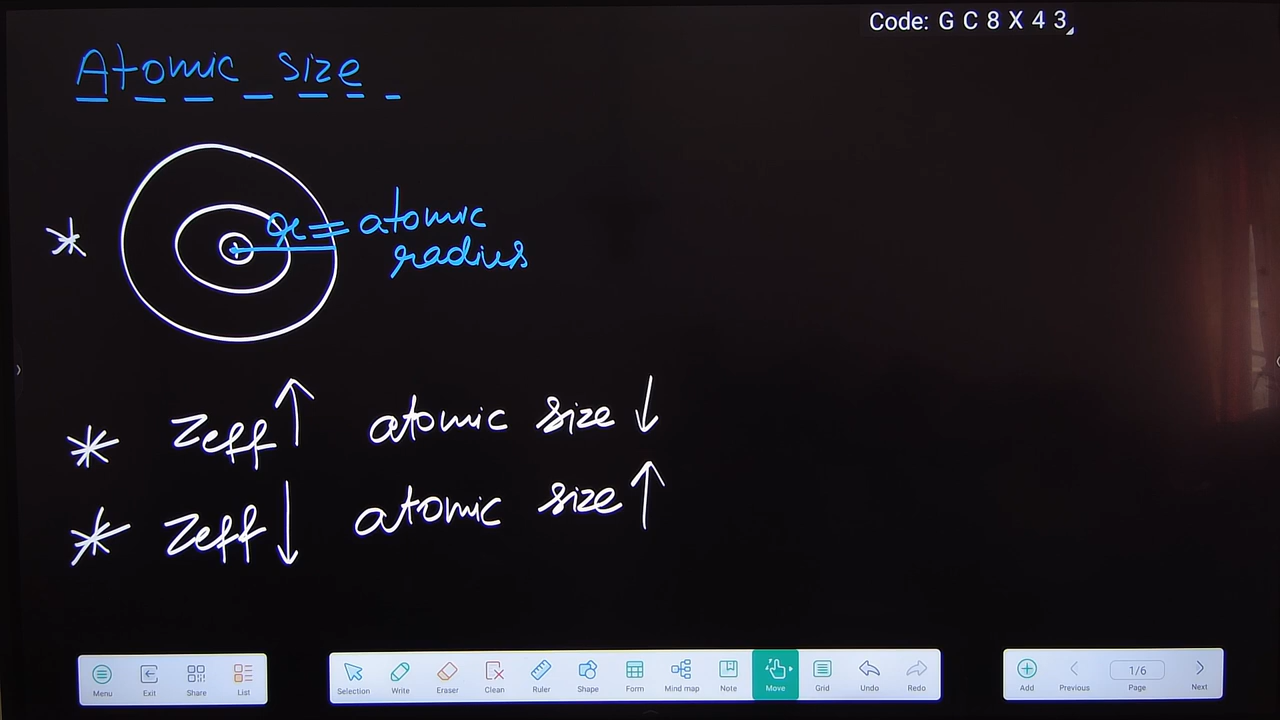 Code: G C 8 X 4 3
Atomic size
r = atomic
radius
* Zeff ↑ atomic size ↓
* Zeff ↓ atomic size ↑
Menu Exit Share List Selection Write Eraser Clean Ruler Shape Form Mind map Note Move Grid Undo Redo Add Previous 1/6 Page Next